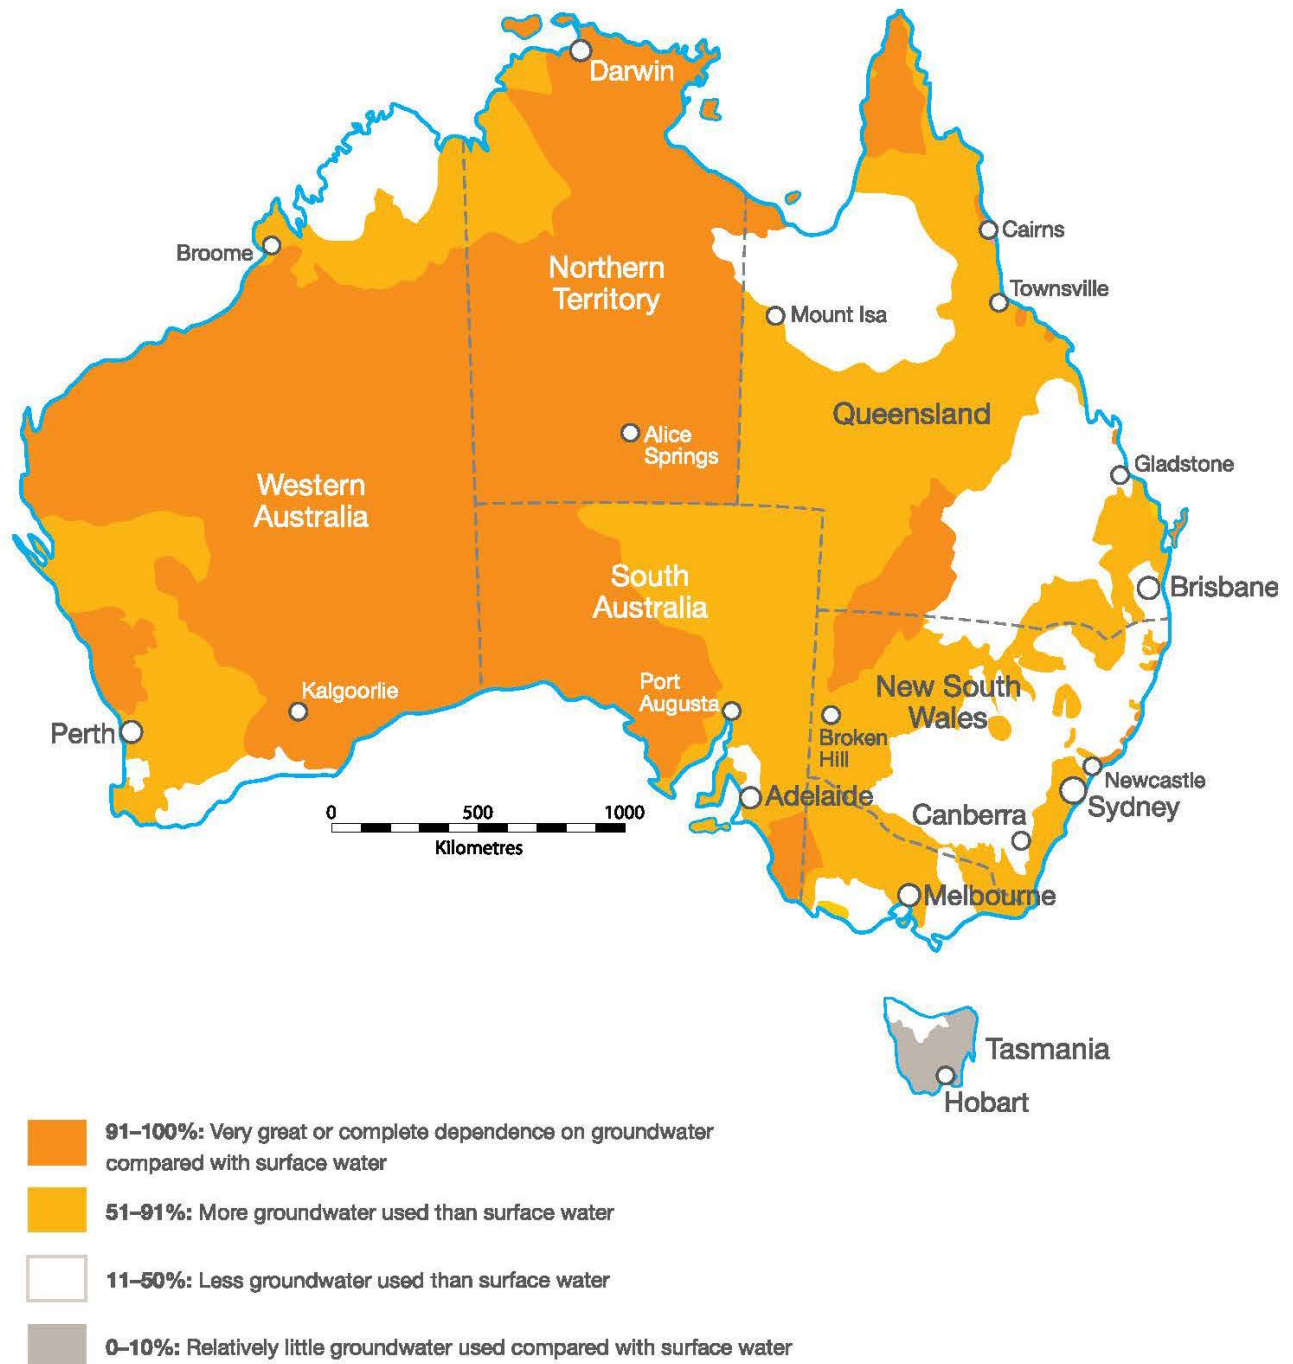 Darwin
Cairns
Broome
Northern
Territory
Townsville
Mount Isa
Queensland
Alice
Springs
Gladstone
Western
Australia
South
Australia
Brisbane
Kalgoorlie
Port
Augusta
New South
Wales
Perth
Broken
Hill
Newcastle
Adelaide
Sydney
Canberra
0 500 1000
Kilometres
Melbourne
Tasmania
Hobart
91–100%: Very great or complete dependence on groundwater
compared with surface water
51–91%: More groundwater used than surface water
11–50%: Less groundwater used than surface water
0–10%: Relatively little groundwater used compared with surface water